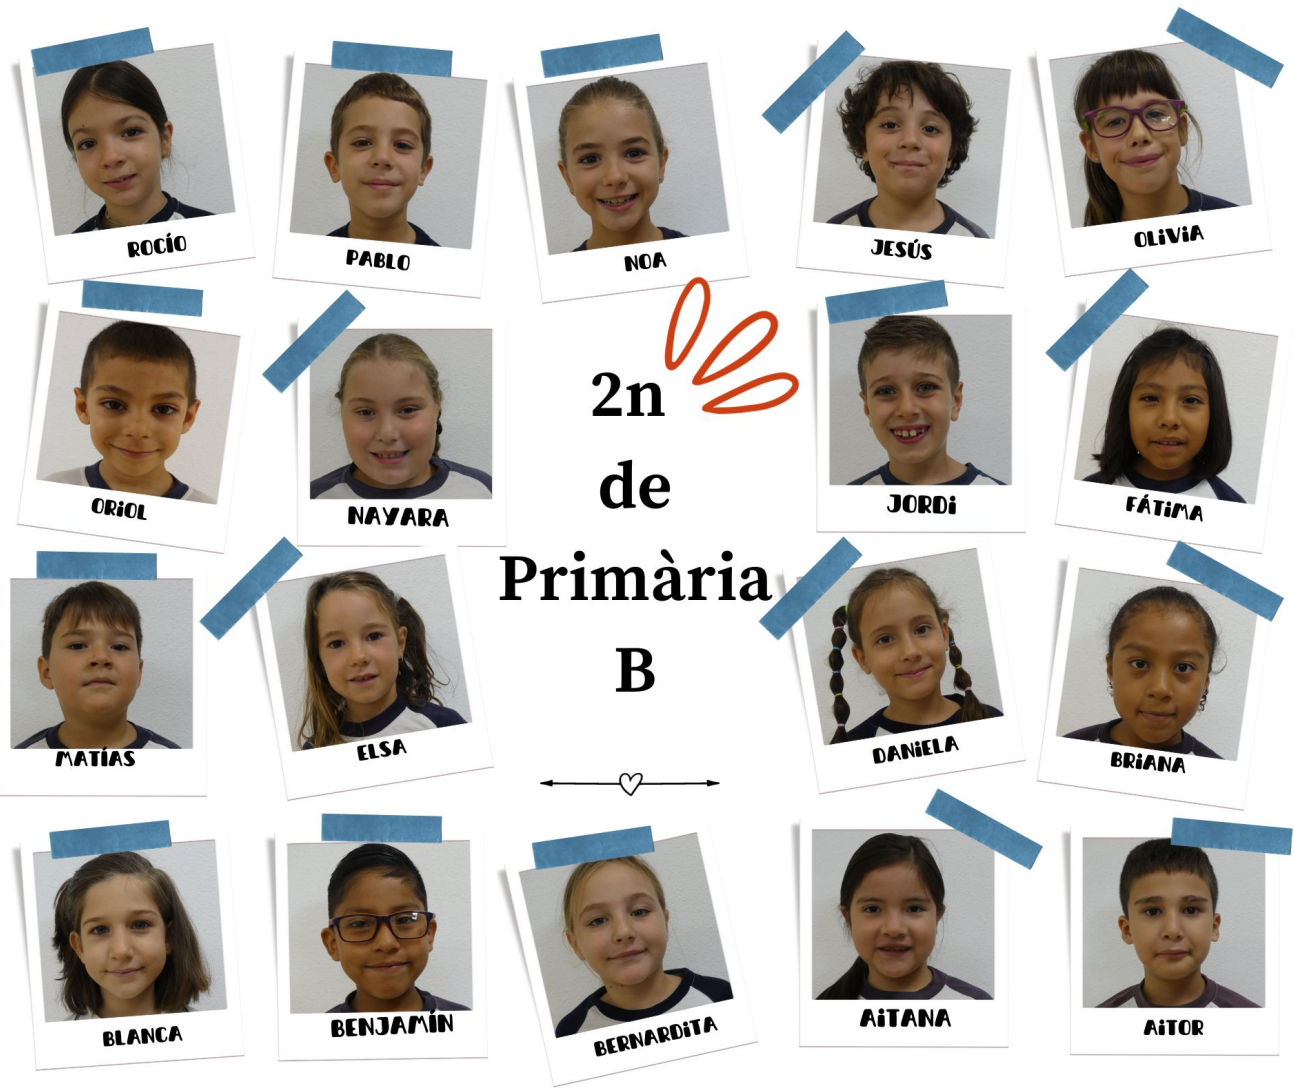 ROCÍO
PABLO
NOA
JESÚS
OLiViA
ORiOL
NAYARA
2n
de
Primària
B
JORDi
FÁTiMA
MATÍAS
ELSA
DANiELA
BRiANA
BLANCA
BENJAMÍN
BERNARDiTA
AiTANA
AiTOR